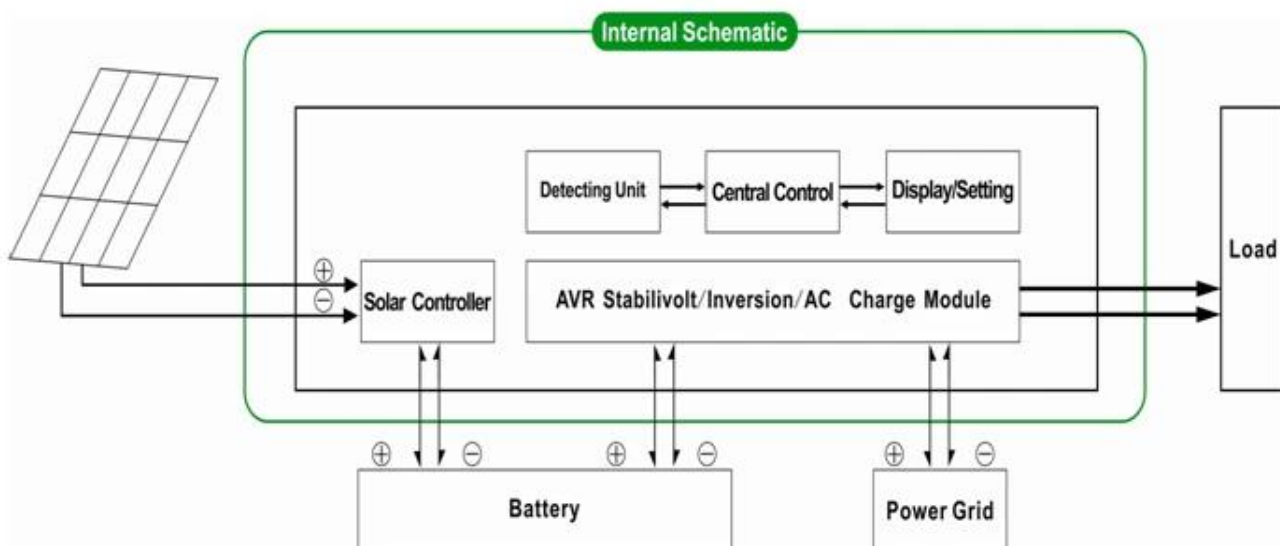 Internal Schematic
Detecting Unit
Central Control
Display/Setting
Load
⊕
⊖
Solar Controller
AVR Stabilivolt/Inversion/AC Charge Module
⊕ ⊖ ⊕ ⊖ ⊕ ⊖
Battery
Power Grid